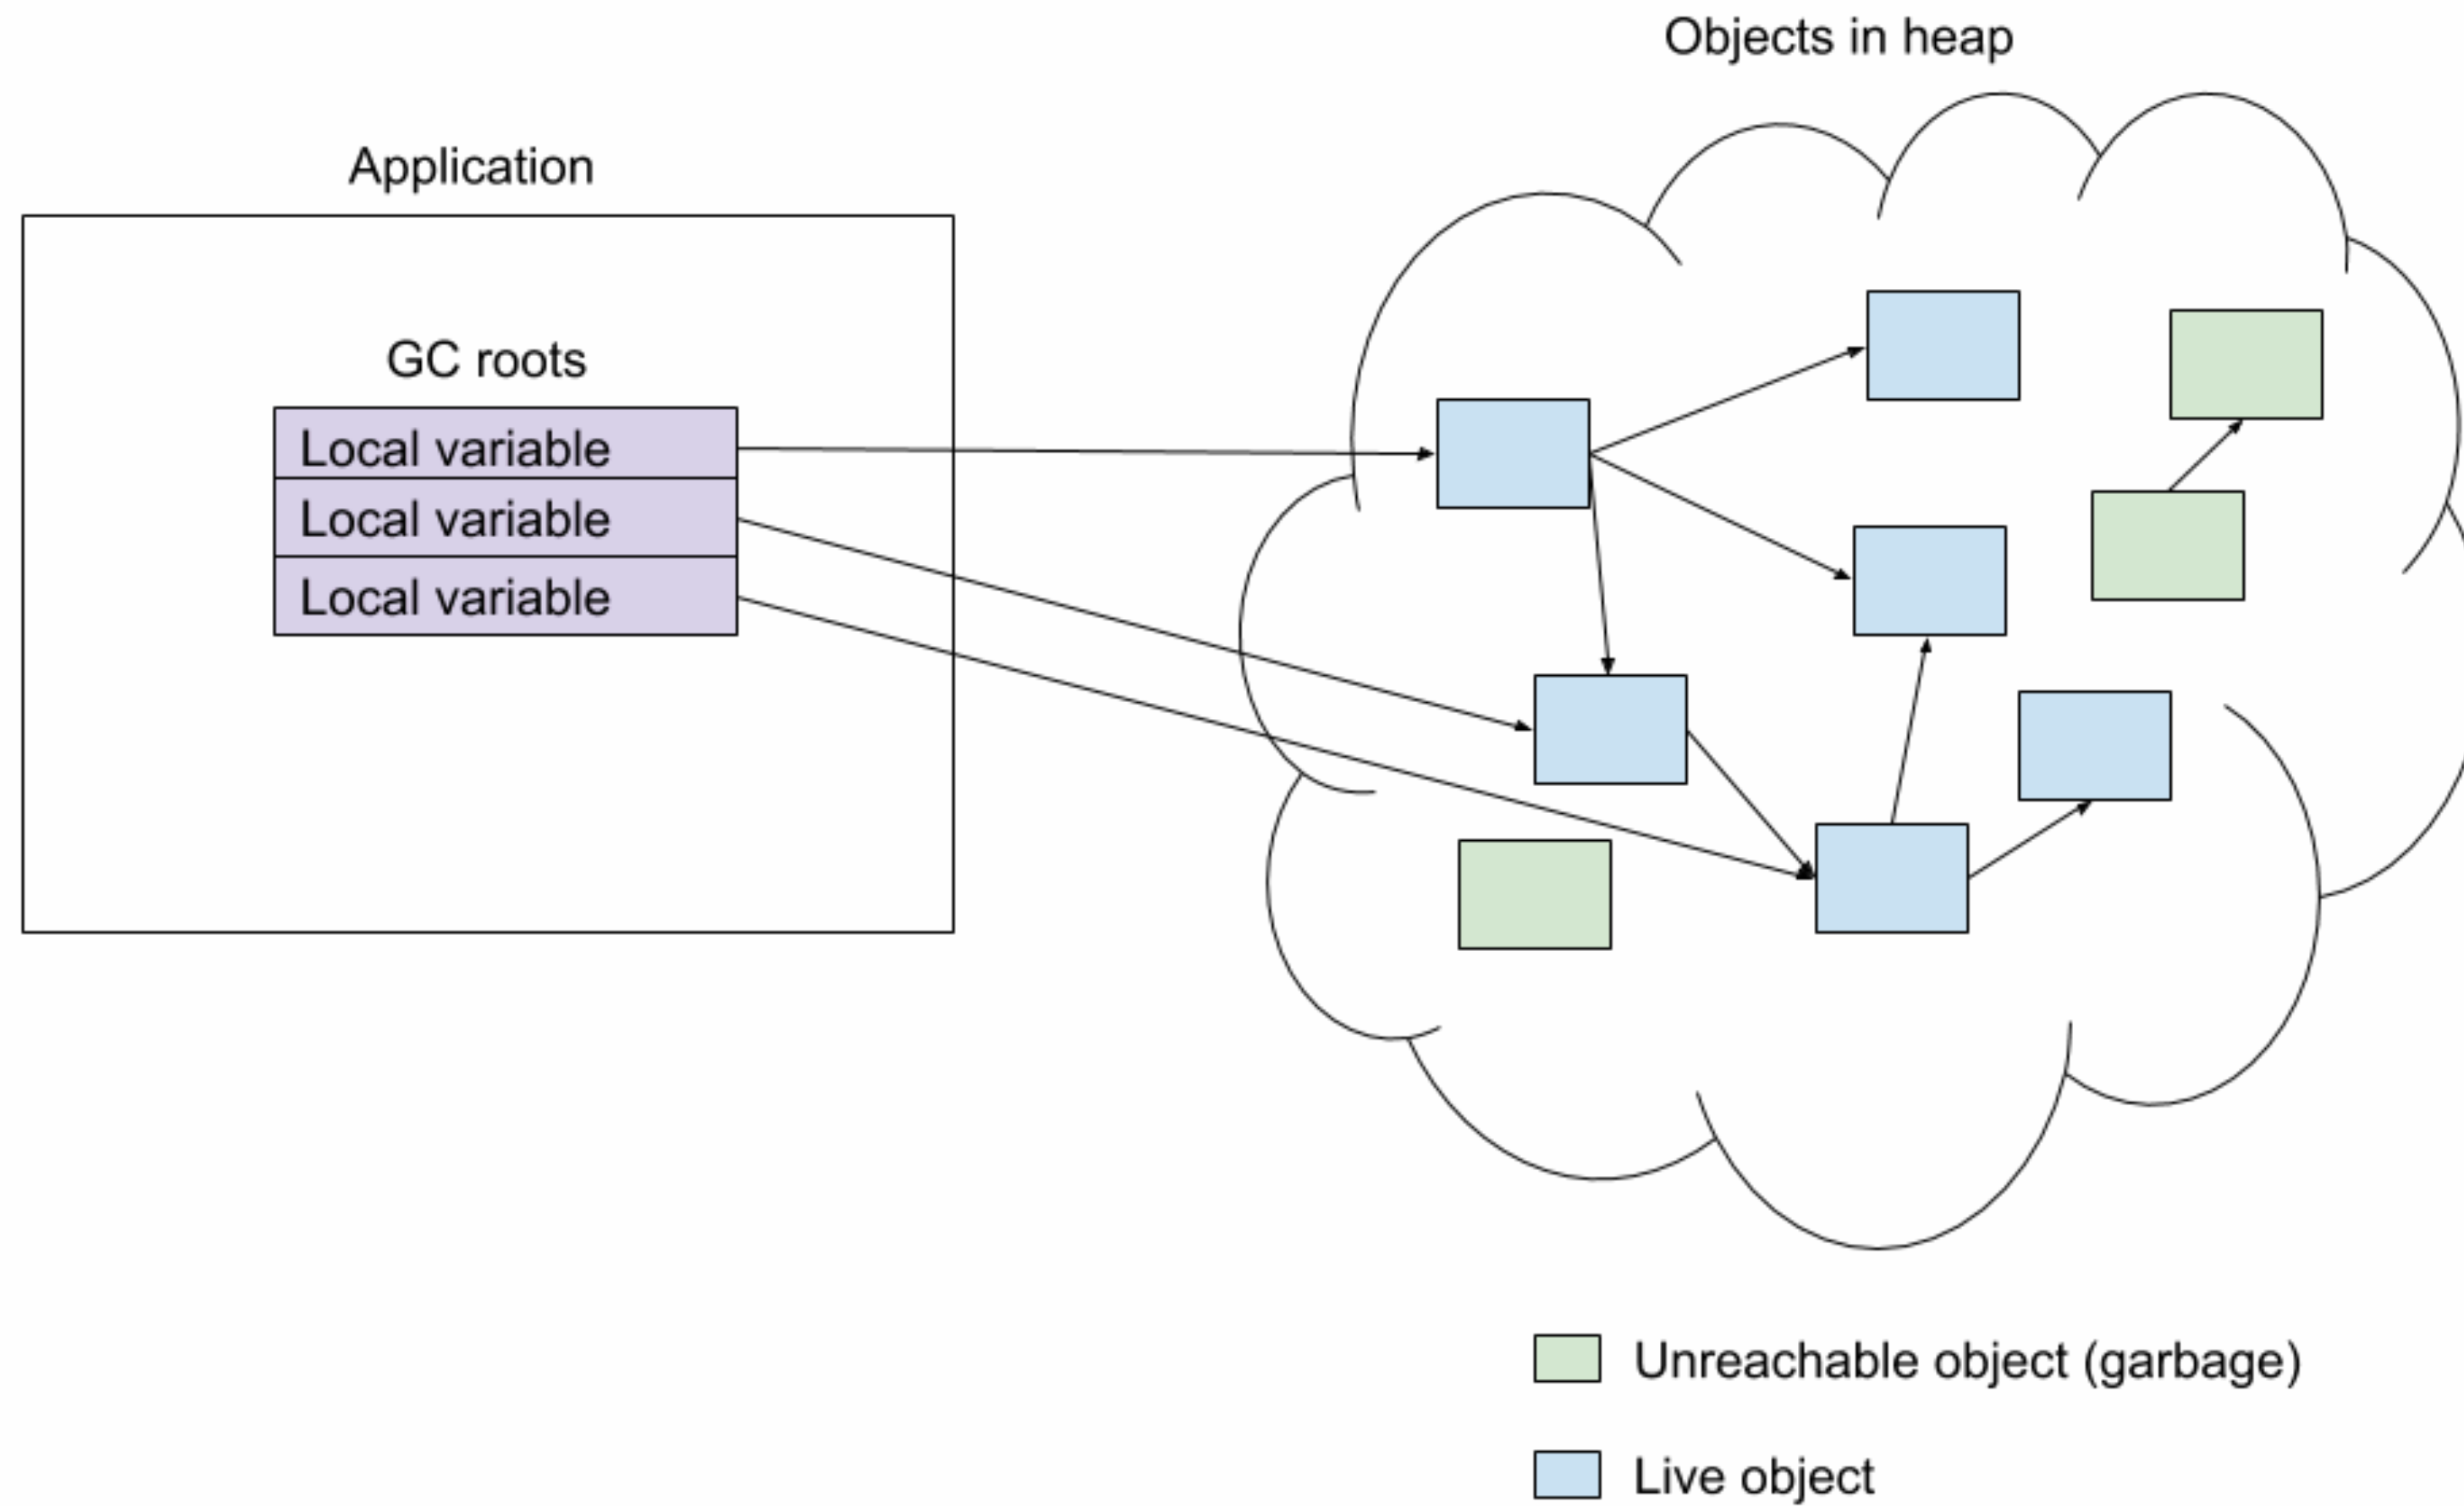 Objects in heap
Application
GC roots
Local variable
Local variable
Local variable
Unreachable object (garbage)
Live object